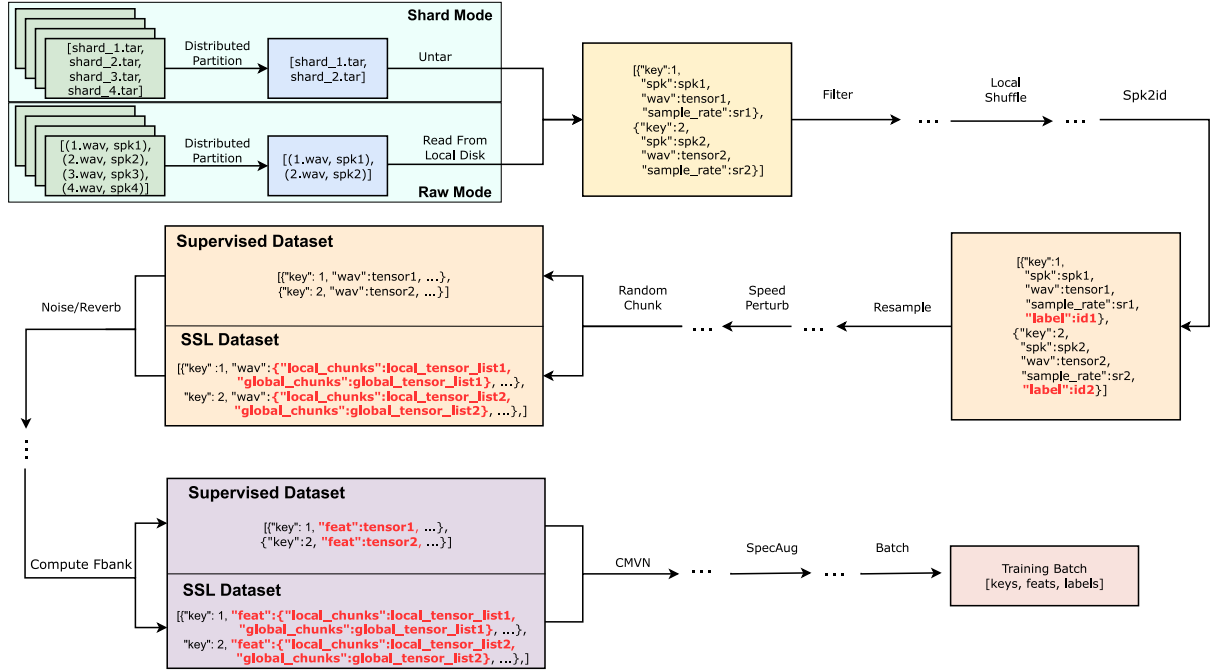 Shard Mode
[shard_1.tar,
shard_2.tar,
shard_3.tar,
shard_4.tar]
Distributed
Partition
[shard_1.tar,
shard_2.tar]
Untar
[(1.wav, spk1),
(2.wav, spk2),
(3.wav, spk3),
(4.wav, spk4)]
Distributed
Partition
[(1.wav, spk1),
(2.wav, spk2)]
Read From
Local Disk
Raw Mode
[{"key":1,
"spk":spk1,
"wav":tensor1,
"sample_rate":sr1},
{"key":2,
"spk":spk2,
"wav":tensor2,
"sample_rate":sr2}]
Filter
...
Local
Shuffle
...
Spk2id
[{"key":1,
"spk":spk1,
"wav":tensor1,
"sample_rate":sr1,
"label":id1},
{"key":2,
"spk":spk2,
"wav":tensor2,
"sample_rate":sr2,
"label":id2}]
Resample
...
Speed
Perturb
...
Random
Chunk
Supervised Dataset
[{"key": 1, "wav":tensor1, ...},
{"key": 2, "wav":tensor2, ...}]
SSL Dataset
[{"key" :1, "wav":{"local_chunks":local_tensor_list1,
"global_chunks":global_tensor_list1}, ...},
"key": 2, "wav":{"local_chunks":local_tensor_list2,
"global_chunks":global_tensor_list2}, ...},]
Noise/Reverb
...
Compute Fbank
Supervised Dataset
[{"key": 1, "feat":tensor1, ...},
{"key":2, "feat":tensor2, ...}]
SSL Dataset
[{"key": 1, "feat":{"local_chunks":local_tensor_list1,
"global_chunks":global_tensor_list1}, ...},
"key": 2, "feat":{"local_chunks":local_tensor_list2,
"global_chunks":global_tensor_list2}, ...},]
CMVN
...
SpecAug
...
Batch
Training Batch
[keys, feats, labels]